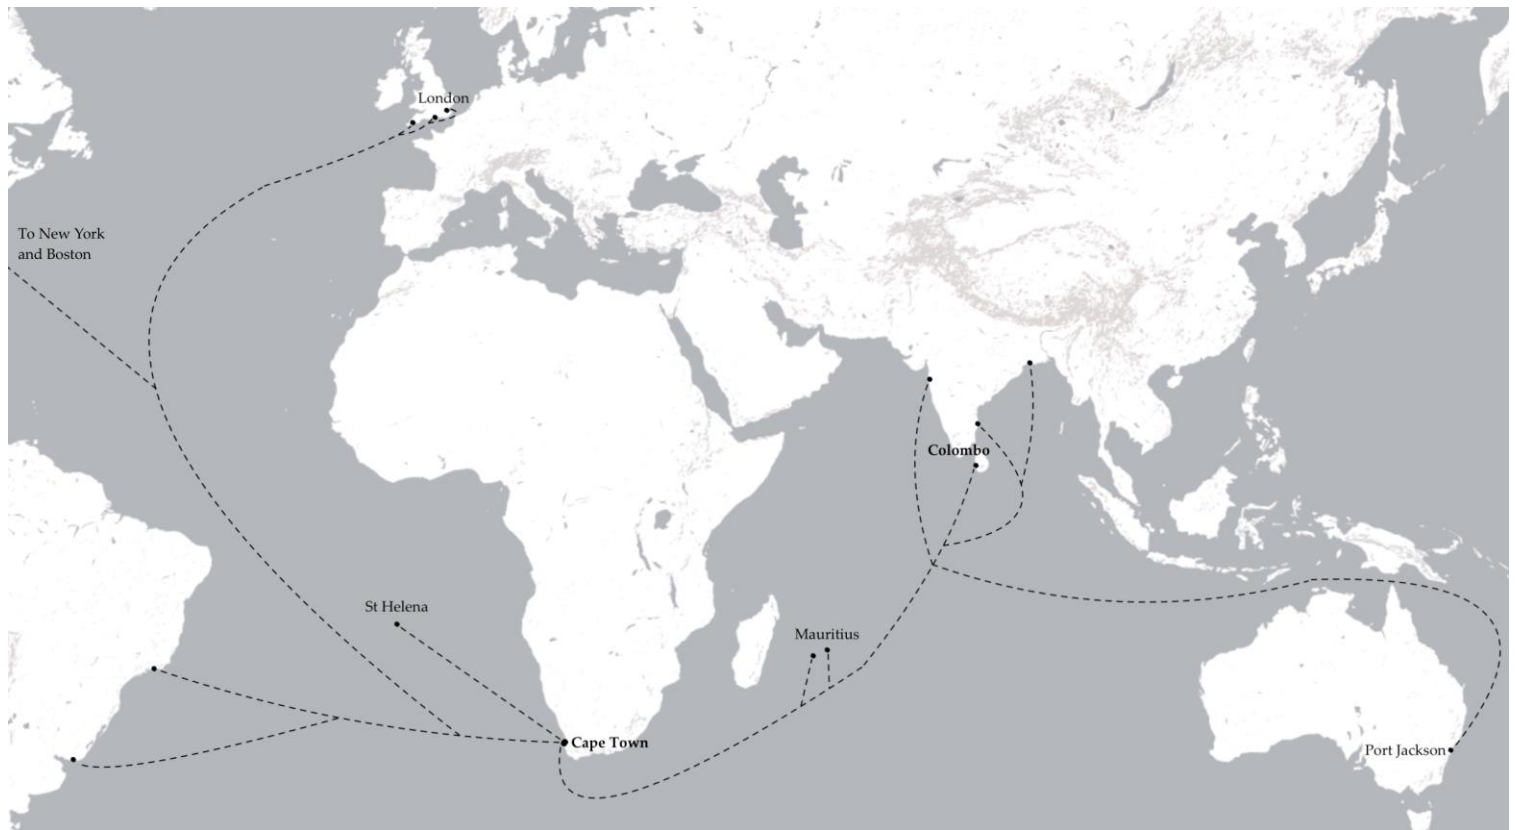 London
To New York
and Boston
Colombo
St Helena
Mauritius
Cape Town
Port Jackson